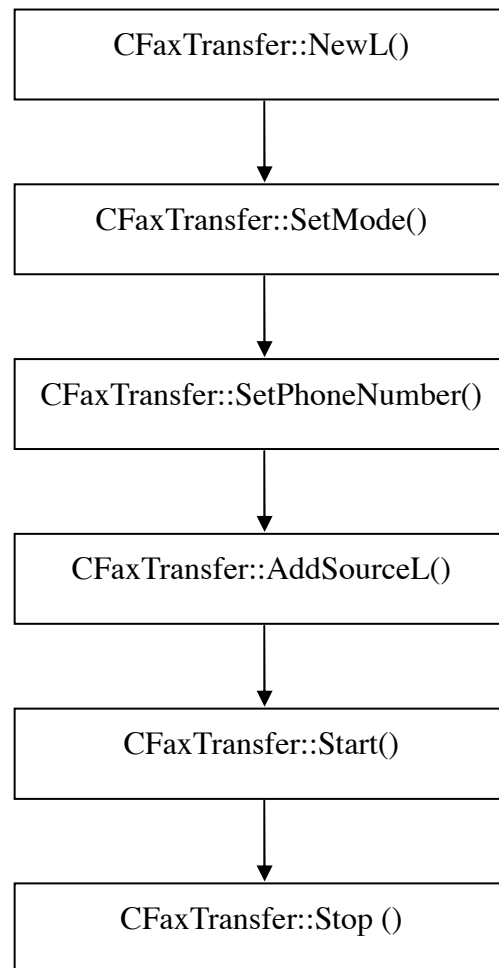 CFaxTransfer::NewL()
CFaxTransfer::SetMode()
CFaxTransfer::SetPhoneNumber()
CFaxTransfer::AddSourceL()
CFaxTransfer::Start()
CFaxTransfer::Stop ()